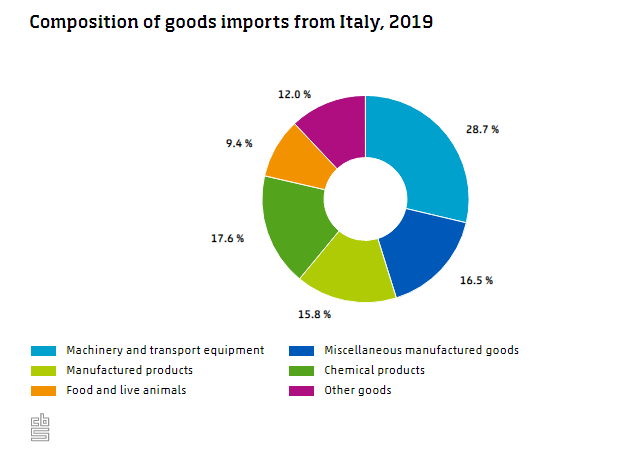 Composition of goods imports from Italy, 2019
12.0 %
28.7 %
9.4 %
17.6 %
16.5 %
15.8 %
Machinery and transport equipment
Miscellaneous manufactured goods
Manufactured products
Chemical products
Food and live animals
Other goods
cbs